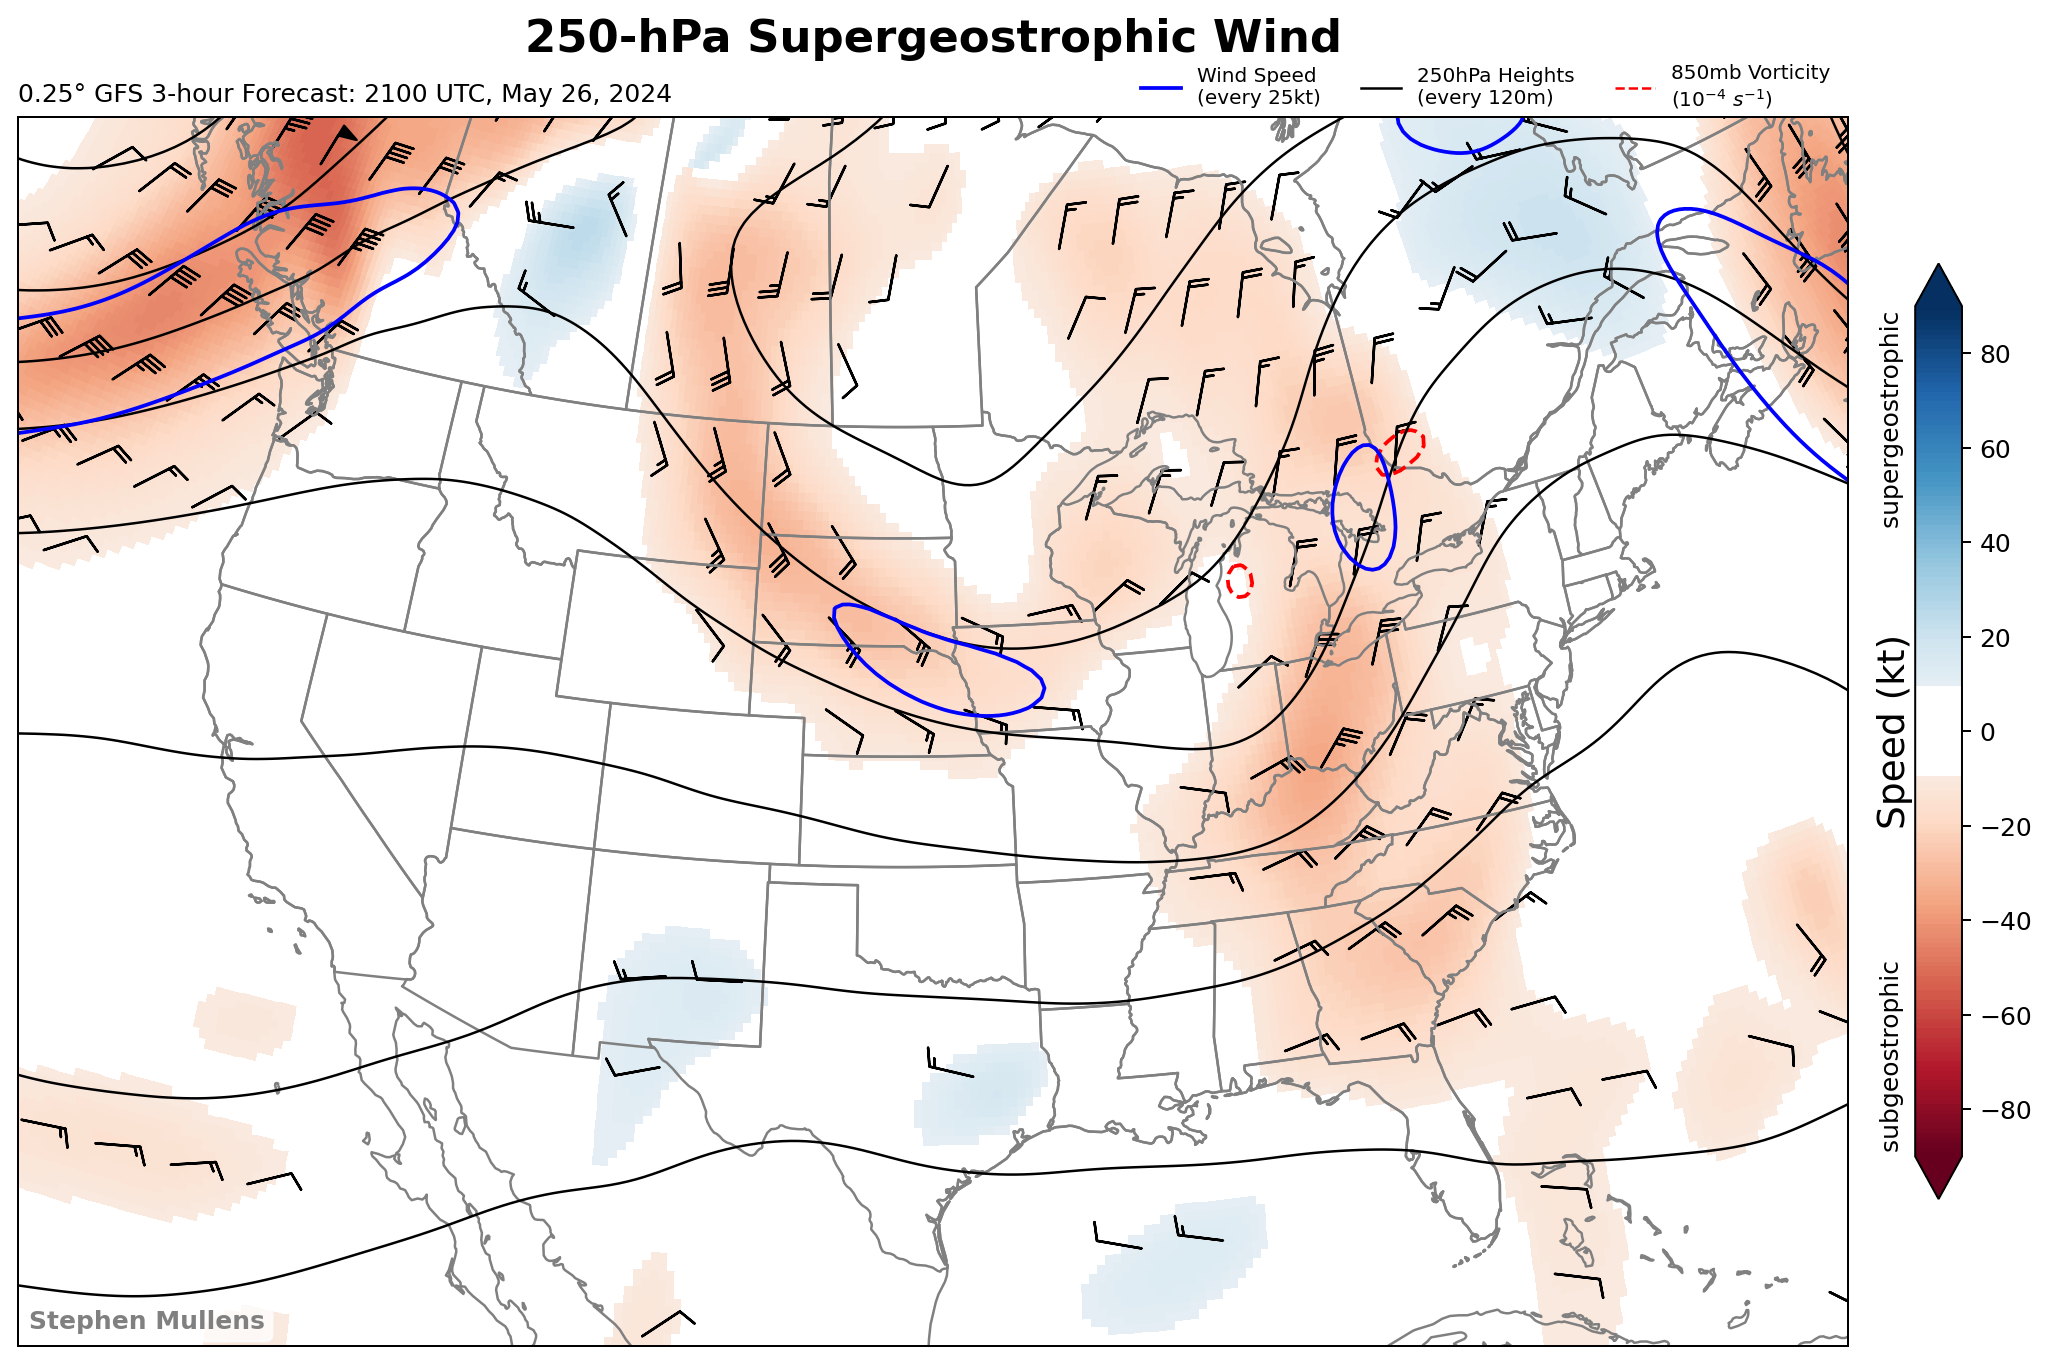 250-hPa Supergeostrophic Wind
0.25° GFS 3-hour Forecast: 2100 UTC, May 26, 2024
Wind Speed
(every 25kt)
250hPa Heights
(every 120m)
850mb Vorticity
(10⁻⁴ s⁻¹)
supergeostrophic
Speed (kt)
subgeostrophic
80
60
40
20
0
−20
−40
−60
−80
Stephen Mullens